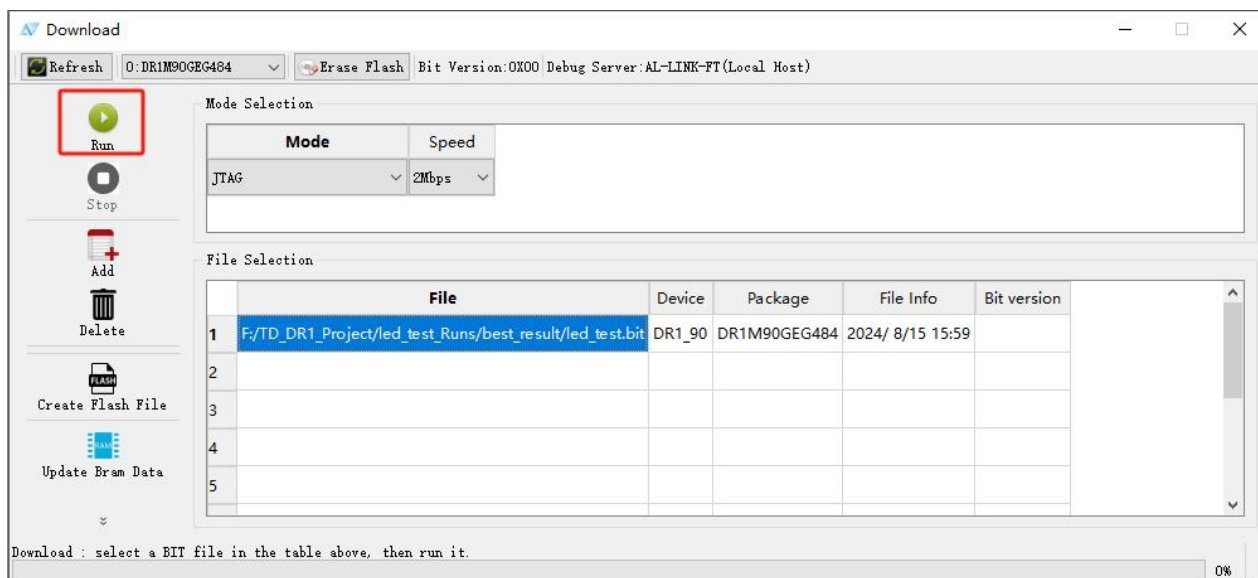 Download
Refresh 0:DR1M90GEG484 Erase Flash Bit Version:0X00 Debug Server:AL-LINK-FT(Local Host)
Run
Stop
Add
Delete
Create Flash File
Update Bram Data
Mode Selection
Mode Speed
JTAG 2Mbps
File Selection
File Device Package File Info Bit version
1 F:/TD_DR1_Project/led_test_Runs/best_result/led_test.bit DR1_90 DR1M90GEG484 2024/ 8/15 15:59
2
3
4
5
Download : select a BIT file in the table above, then run it.
0%